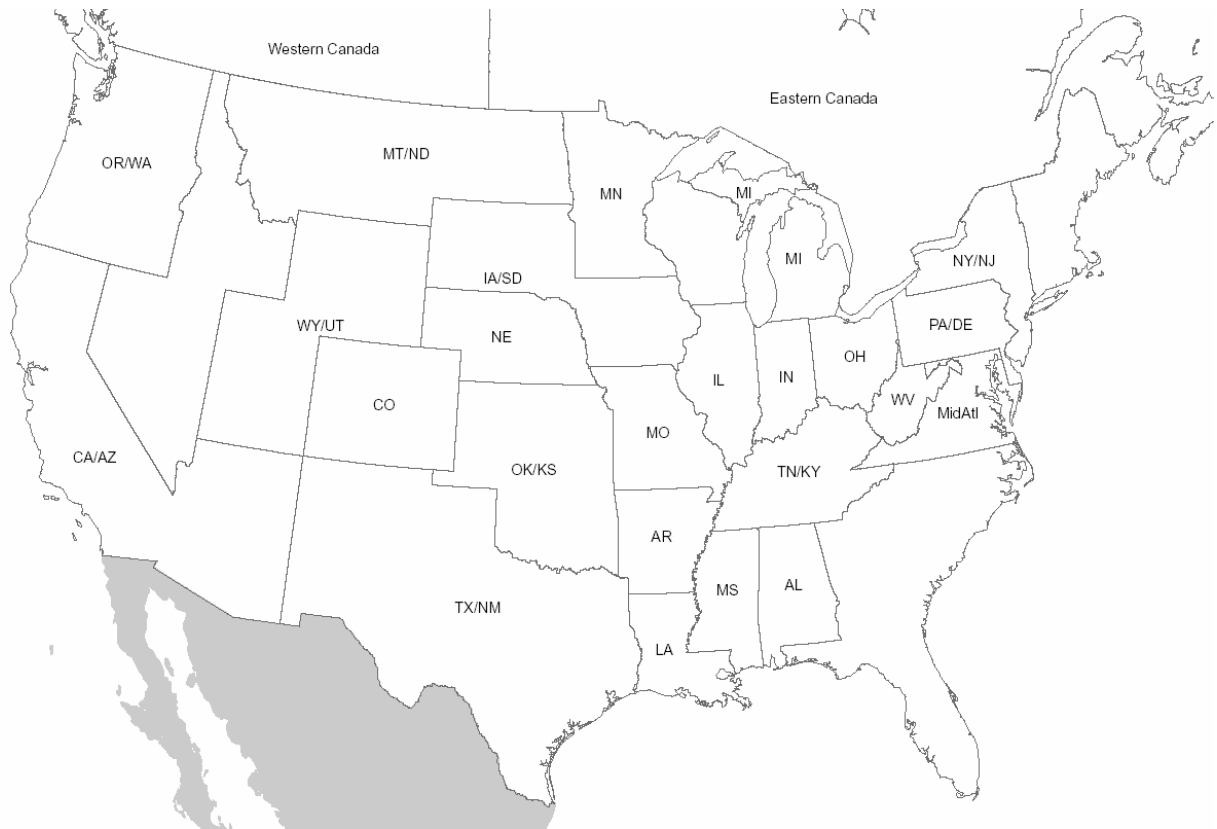 Western Canada
Eastern Canada
OR/WA
MT/ND
MN
MI
MI
NY/NJ
IA/SD
WY/UT
NE
PA/DE
OH
IN
IL
CO
WV
MidAtl
MO
CA/AZ
OK/KS
TN/KY
AR
MS
AL
TX/NM
LA